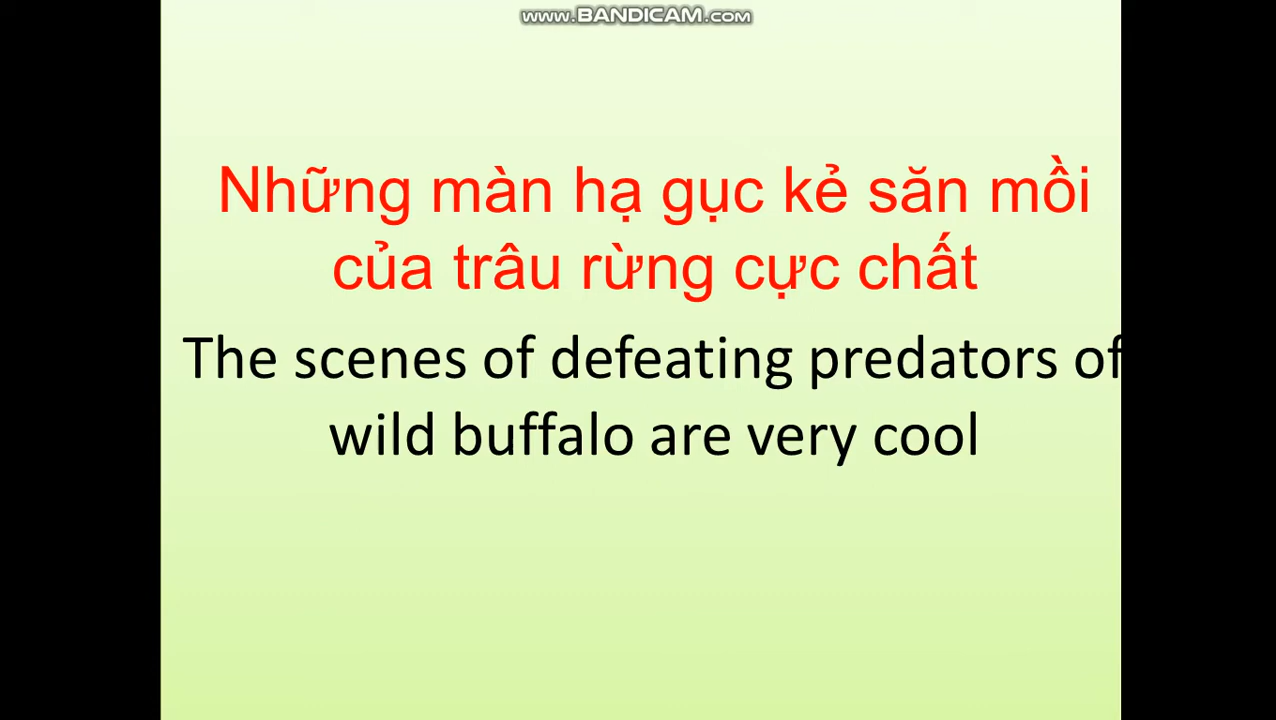 www.BANDICAM.com
Những màn hạ gục kẻ săn mồi
của trâu rừng cực chất
The scenes of defeating predators of
wild buffalo are very cool